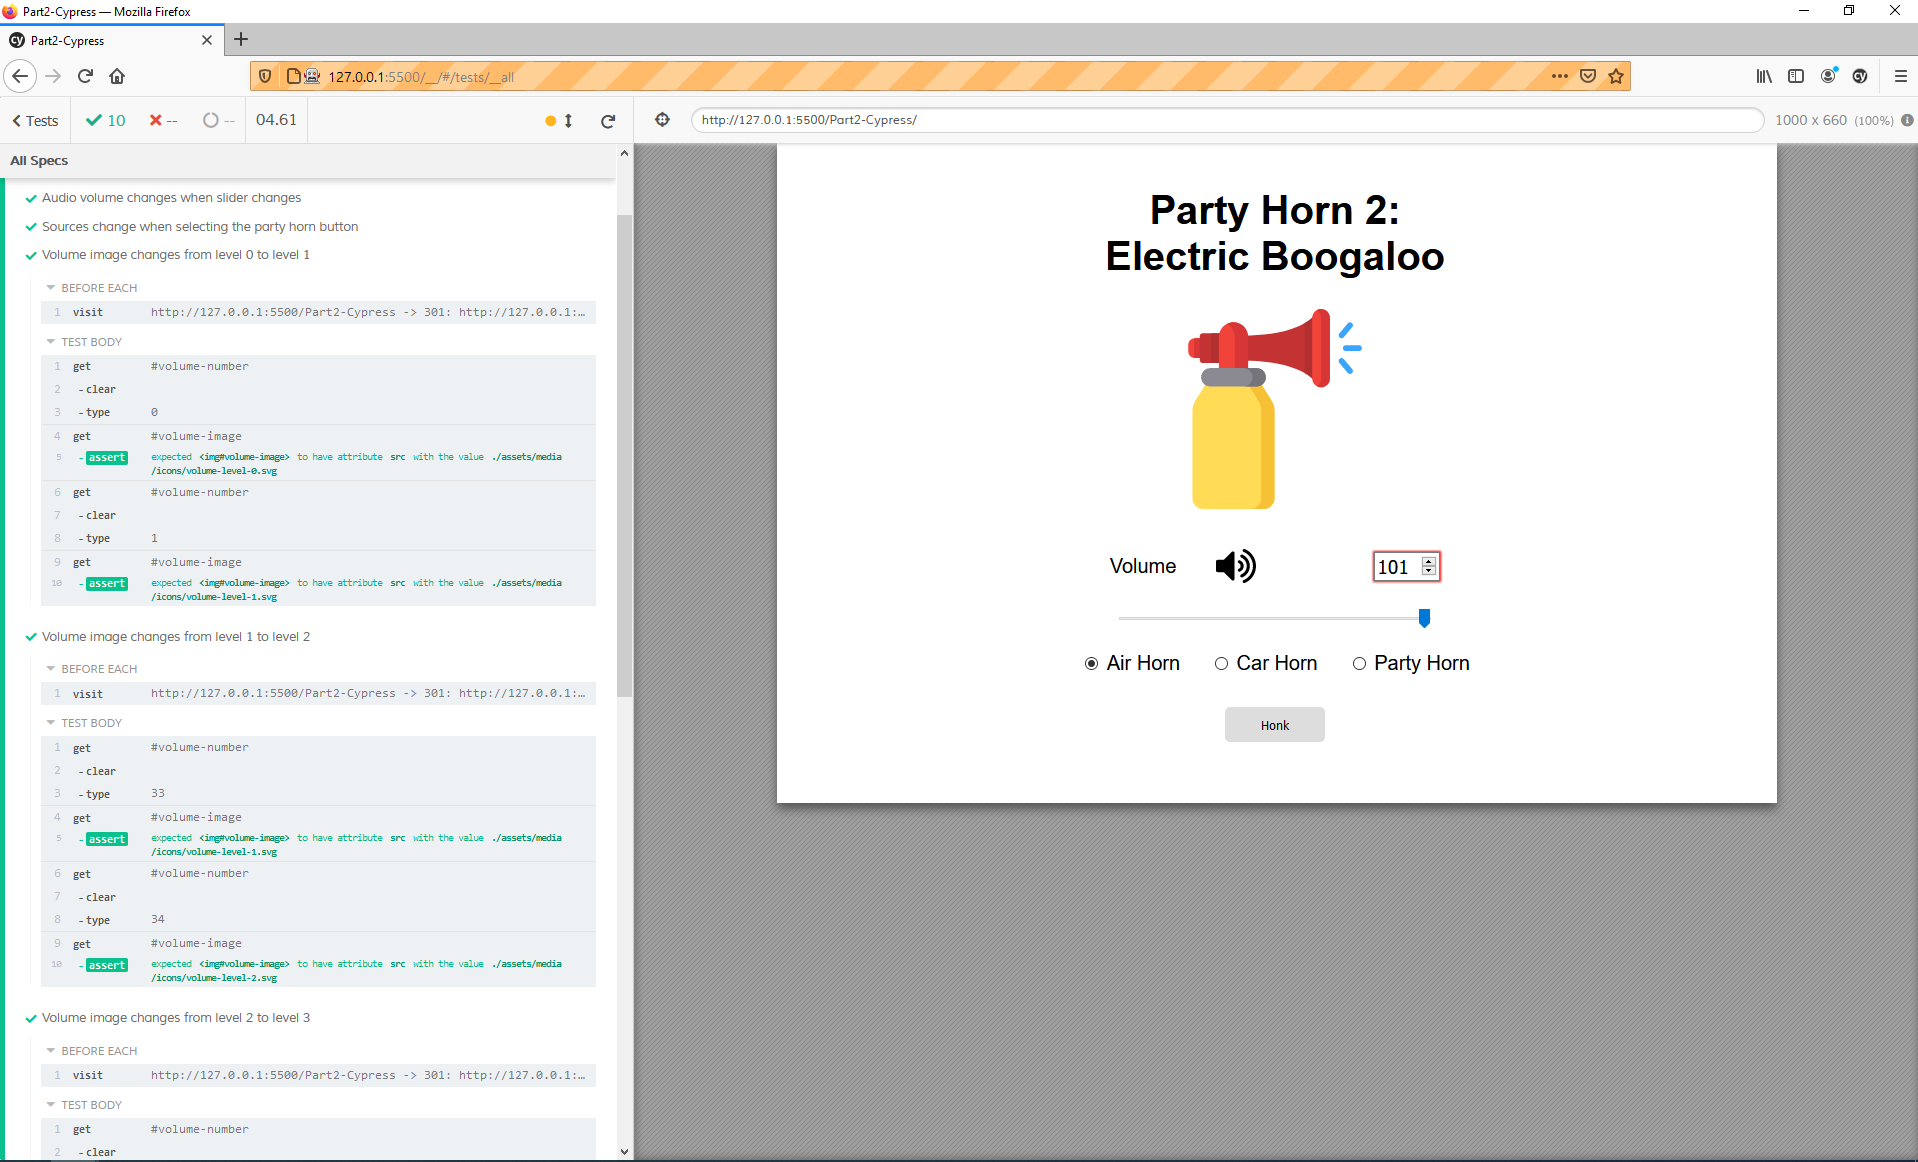 Part2-Cypress — Mozilla Firefox
cy Part2-Cypress
127.0.0.1:5500/__/#/tests/__all
cy
Tests 10 -- -- 04.61
http://127.0.0.1:5500/Part2-Cypress/ 1000 x 660 (100%)
All Specs
Audio volume changes when slider changes
Sources change when selecting the party horn button
Volume image changes from level 0 to level 1
BEFORE EACH
1 visit http://127.0.0.1:5500/Part2-Cypress -> 301: http://127.0.0.1:…
TEST BODY
1 get #volume-number
2 -clear
3 -type 0
4 get #volume-image
5 -assert expected <img#volume-image> to have attribute src with the value ./assets/media
/icons/volume-level-0.svg
6 get #volume-number
7 -clear
8 -type 1
9 get #volume-image
10 -assert expected <img#volume-image> to have attribute src with the value ./assets/media
/icons/volume-level-1.svg
Volume image changes from level 1 to level 2
BEFORE EACH
1 visit http://127.0.0.1:5500/Part2-Cypress -> 301: http://127.0.0.1:…
TEST BODY
1 get #volume-number
2 -clear
3 -type 33
4 get #volume-image
5 -assert expected <img#volume-image> to have attribute src with the value ./assets/media
/icons/volume-level-1.svg
6 get #volume-number
7 -clear
8 -type 34
9 get #volume-image
10 -assert expected <img#volume-image> to have attribute src with the value ./assets/media
/icons/volume-level-2.svg
Volume image changes from level 2 to level 3
BEFORE EACH
1 visit http://127.0.0.1:5500/Part2-Cypress -> 301: http://127.0.0.1:…
TEST BODY
1 get #volume-number
2 -clear
Party Horn 2:
Electric Boogaloo
Volume 101
Air Horn Car Horn Party Horn
Honk